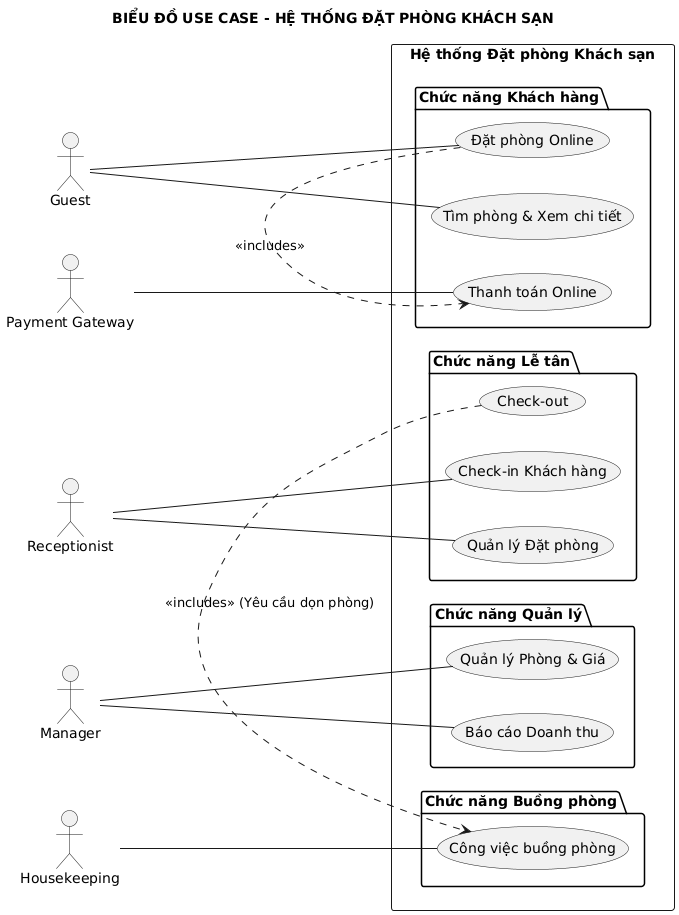 BIỂU ĐỒ USE CASE - HỆ THỐNG ĐẶT PHÒNG KHÁCH SẠN
Hệ thống Đặt phòng Khách sạn
Chức năng Khách hàng
Đặt phòng Online
Guest
Tìm phòng & Xem chi tiết
«includes»
Thanh toán Online
Payment Gateway
Chức năng Lễ tân
Check-out
Check-in Khách hàng
Receptionist
Quản lý Đặt phòng
«includes» (Yêu cầu dọn phòng)
Chức năng Quản lý
Quản lý Phòng & Giá
Manager
Báo cáo Doanh thu
Chức năng Buồng phòng
Công việc buồng phòng
Housekeeping